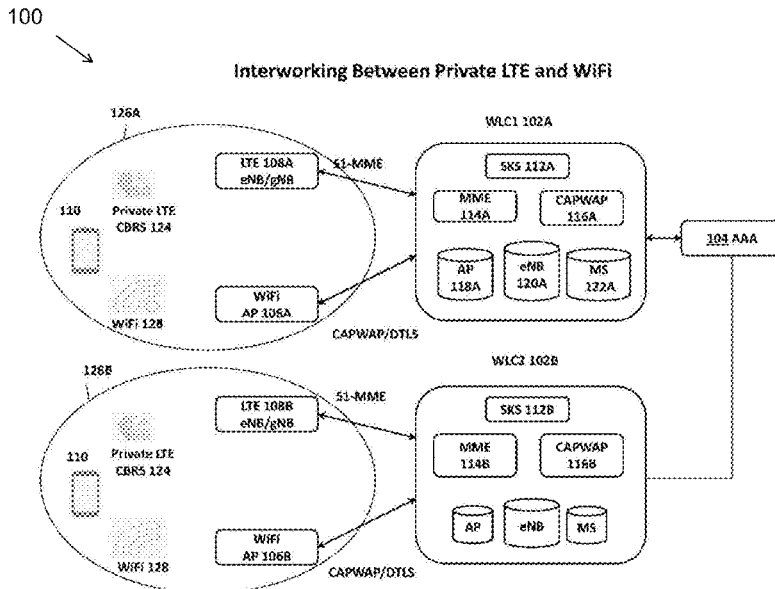 100
Interworking Between Private LTE and WiFi
126A
110
Private LTE
CBRS 124
WiFi 128
LTE 108A
eNB/gNB
S1-MME
WiFi
AP 106A
CAPWAP/DTLS
WLC1 102A
SKS 112A
MME
114A
CAPWAP
116A
AP
118A
eNB
120A
MS
122A
104 AAA
126B
110
Private LTE
CBRS 124
WiFi 128
LTE 108B
eNB/gNB
S1-MME
WiFi
AP 106B
CAPWAP/DTLS
WLC2 102B
SKS 112B
MME
114B
CAPWAP
116B
AP
eNB
MS